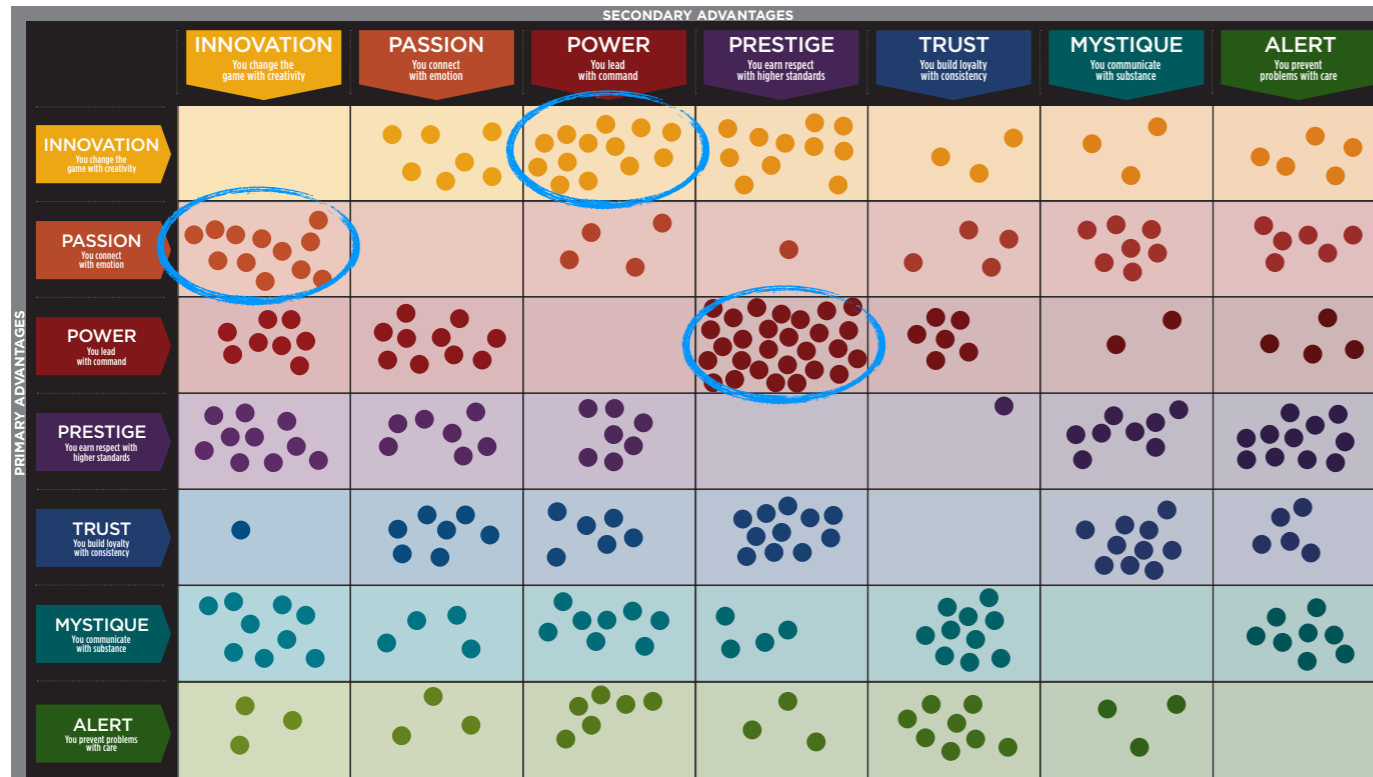 SECONDARY ADVANTAGES
INNOVATION
You change the
game with creativity
PASSION
You connect
with emotion
POWER
You lead
with command
PRESTIGE
You earn respect
with higher standards
TRUST
You build loyalty
with consistency
MYSTIQUE
You communicate
with substance
ALERT
You prevent
problems with care
PRIMARY ADVANTAGES
INNOVATION
You change the
game with creativity
PASSION
You connect
with emotion
POWER
You lead
with command
PRESTIGE
You earn respect with
higher standards
TRUST
You build loyalty
with consistency
MYSTIQUE
You communicate
with substance
ALERT
You prevent problems
with care